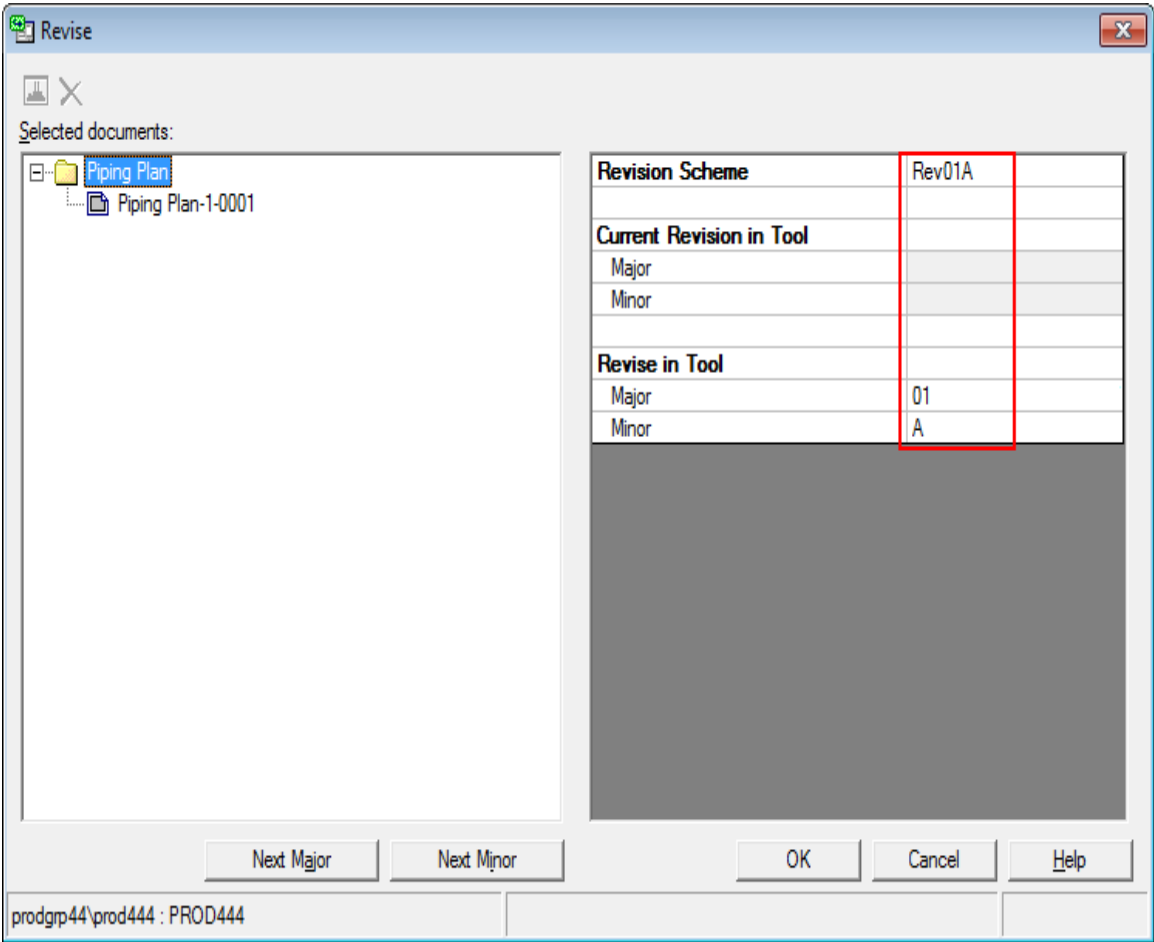 Revise
Selected documents:
Piping Plan
Piping Plan-1-0001
Revision Scheme Rev01A
Current Revision in Tool
Major
Minor
Revise in Tool
Major 01
Minor A
Next Major Next Minor OK Cancel Help
prodgrp44\prod444 : PROD444